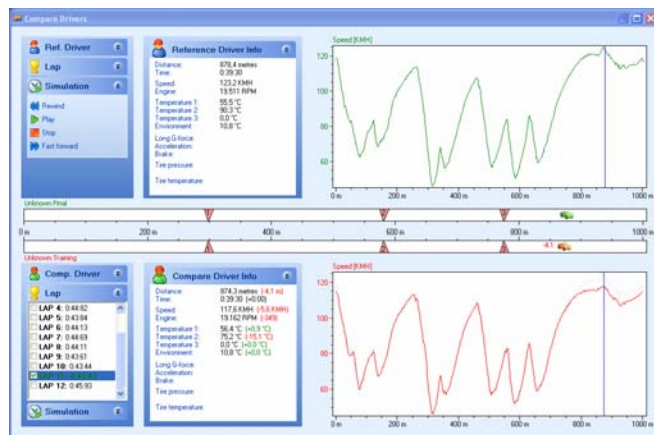 Compare Drivers
Ref. Driver
Lap
Simulation
Rewind
Play
Stop
Fast forward
Reference Driver Info
Distance: 878,4 metres
Time: 0:39:30
Speed: 123,2 KMH
Engine: 19.511 RPM
Temperature 1: 55,5 °C
Temperature 2: 90,3 °C
Temperature 3: 0,0 °C
Environment: 10,8 °C
Long G-force:
Acceleration:
Brake:
Tire pressure:
Tire temperature:
Speed [KMH]
120
100
80
60
0 m 200 m 400 m 600 m 800 m 1000 m
Unknown Final
0 m 200 m 400 m 600 m 800 m 1000 m
-4,1
Unknown Training
Comp. Driver
Lap
LAP 4: 0:44:82
LAP 5: 0:43:84
LAP 6: 0:44:13
LAP 7: 0:44:69
LAP 8: 0:44:11
LAP 9: 0:43:61
LAP 10: 0:43:44
LAP 12: 0:45:93
Simulation
Compare Driver Info
Distance: 874,3 metres (-4,1 m)
Time: 0:39:30 (+0:00)
Speed: 117,6 KMH (-5,6 KMH)
Engine: 19.162 RPM (-349)
Temperature 1: 56,4 °C (+0,9 °C)
Temperature 2: 75,2 °C (-15,1 °C)
Temperature 3: 0,0 °C (+0,0 °C)
Environment: 10,8 °C (+0,0 °C)
Long G-force:
Acceleration:
Brake:
Tire pressure:
Tire temperature:
Speed [KMH]
120
100
80
60
0 m 200 m 400 m 600 m 800 m 1000 m